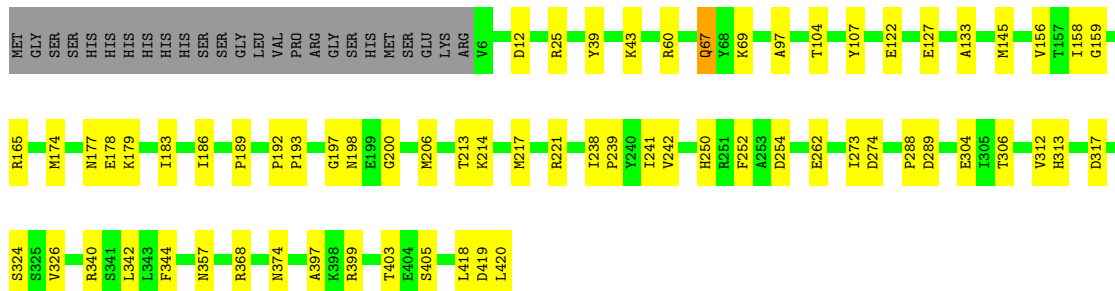 MET GLY SER SER HIS HIS HIS HIS HIS HIS SER SER GLY LEU VAL PRO ARG GLY SER HIS MET SER GLU LYS ARG V6 D12 R25 Y39 K43 R60 Q67 Y68 K69 A97 T104 Y107 E122 E127 A133 M145 V156 T157 I158 G159
R165 M174 N177 E178 K179 I183 I186 P189 P192 P193 G197 N198 E199 G200 M206 T213 K214 M217 R221 I238 P239 Y240 I241 V242 H250 R251 F252 A253 D254 E262 I273 D274 P288 D289 E304 I305 T306 V312 H313 D317
S324 S325 V326 R340 S341 L342 L343 F344 N357 R368 N374 A397 K398 R399 T403 E404 S405 L418 D419 L420